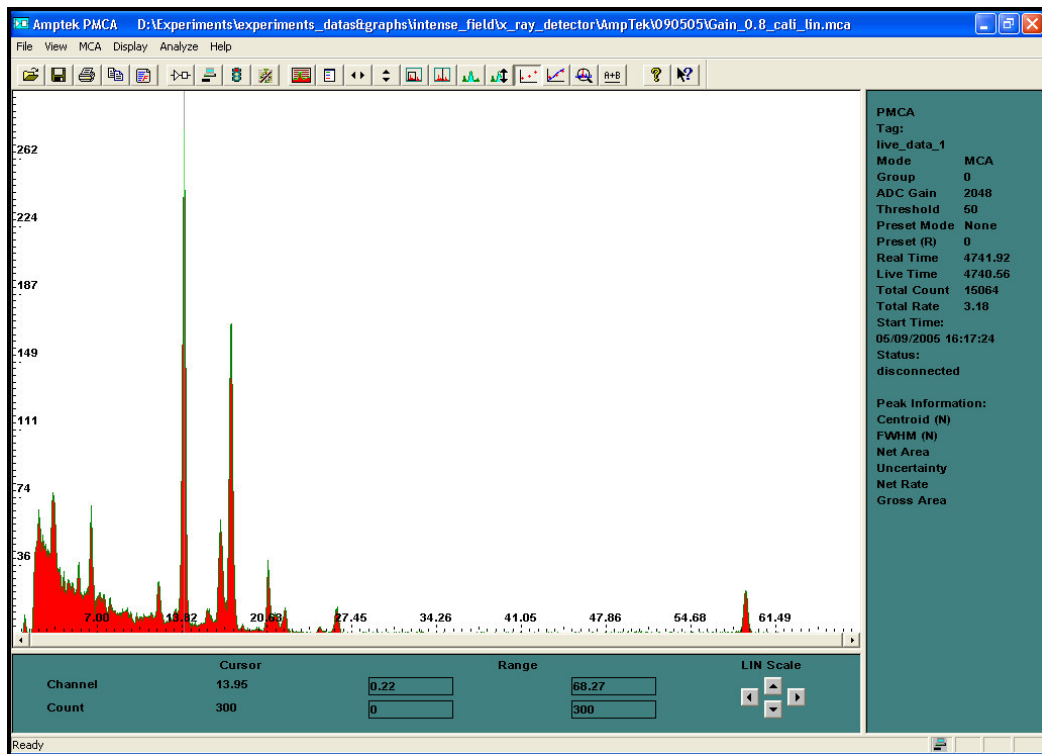 Amptek PMCA D:\Experiments\experiments_datas&graphs\intense_field\x_ray_detector\AmpTek\090505\Gain_0.8_cali_lin.mca
File View MCA Display Analyze Help
A+B
262
224
187
149
111
74
36
7.00 13.82 20.63 27.45 34.26 41.05 47.86 54.68 61.49
PMCA
Tag:
live_data_1
Mode MCA
Group 0
ADC Gain 2048
Threshold 50
Preset Mode None
Preset (R) 0
Real Time 4741.92
Live Time 4740.56
Total Count 15064
Total Rate 3.18
Start Time:
05/09/2005 16:17:24
Status:
disconnected
Peak Information:
Centroid (N)
FWHM (N)
Net Area
Uncertainty
Net Rate
Gross Area
Cursor Range LIN Scale
Channel 13.95 0.22 68.27
Count 300 0 300
Ready